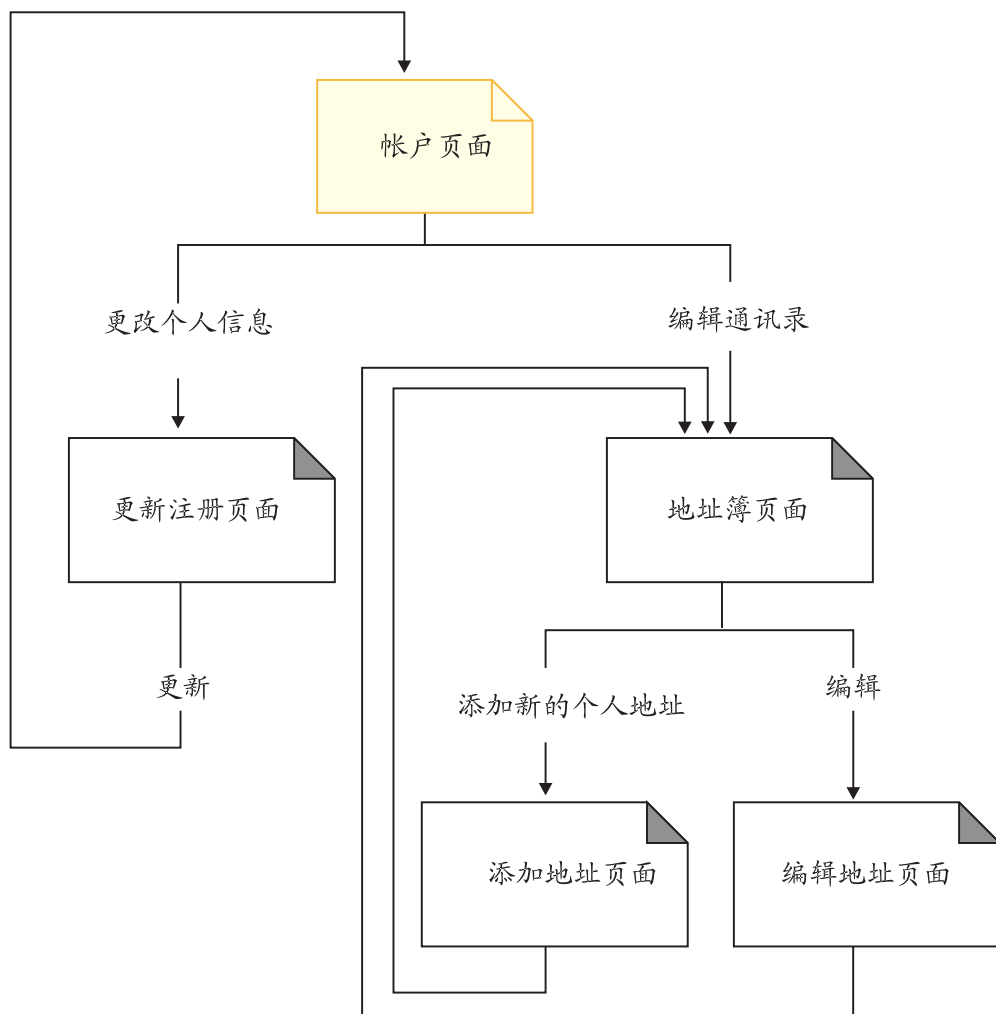 帐户页面
更改个人信息
编辑通讯录
更新注册页面
地址簿页面
更新
添加新的个人地址
编辑
添加地址页面
编辑地址页面